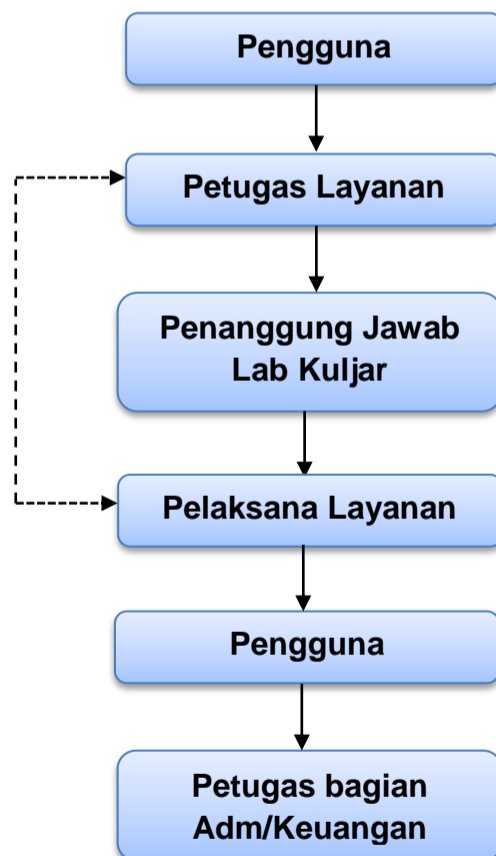 Pengguna
Petugas Layanan
Penanggung Jawab
Lab Kuljar
Pelaksana Layanan
Pengguna
Petugas bagian
Adm/Keuangan